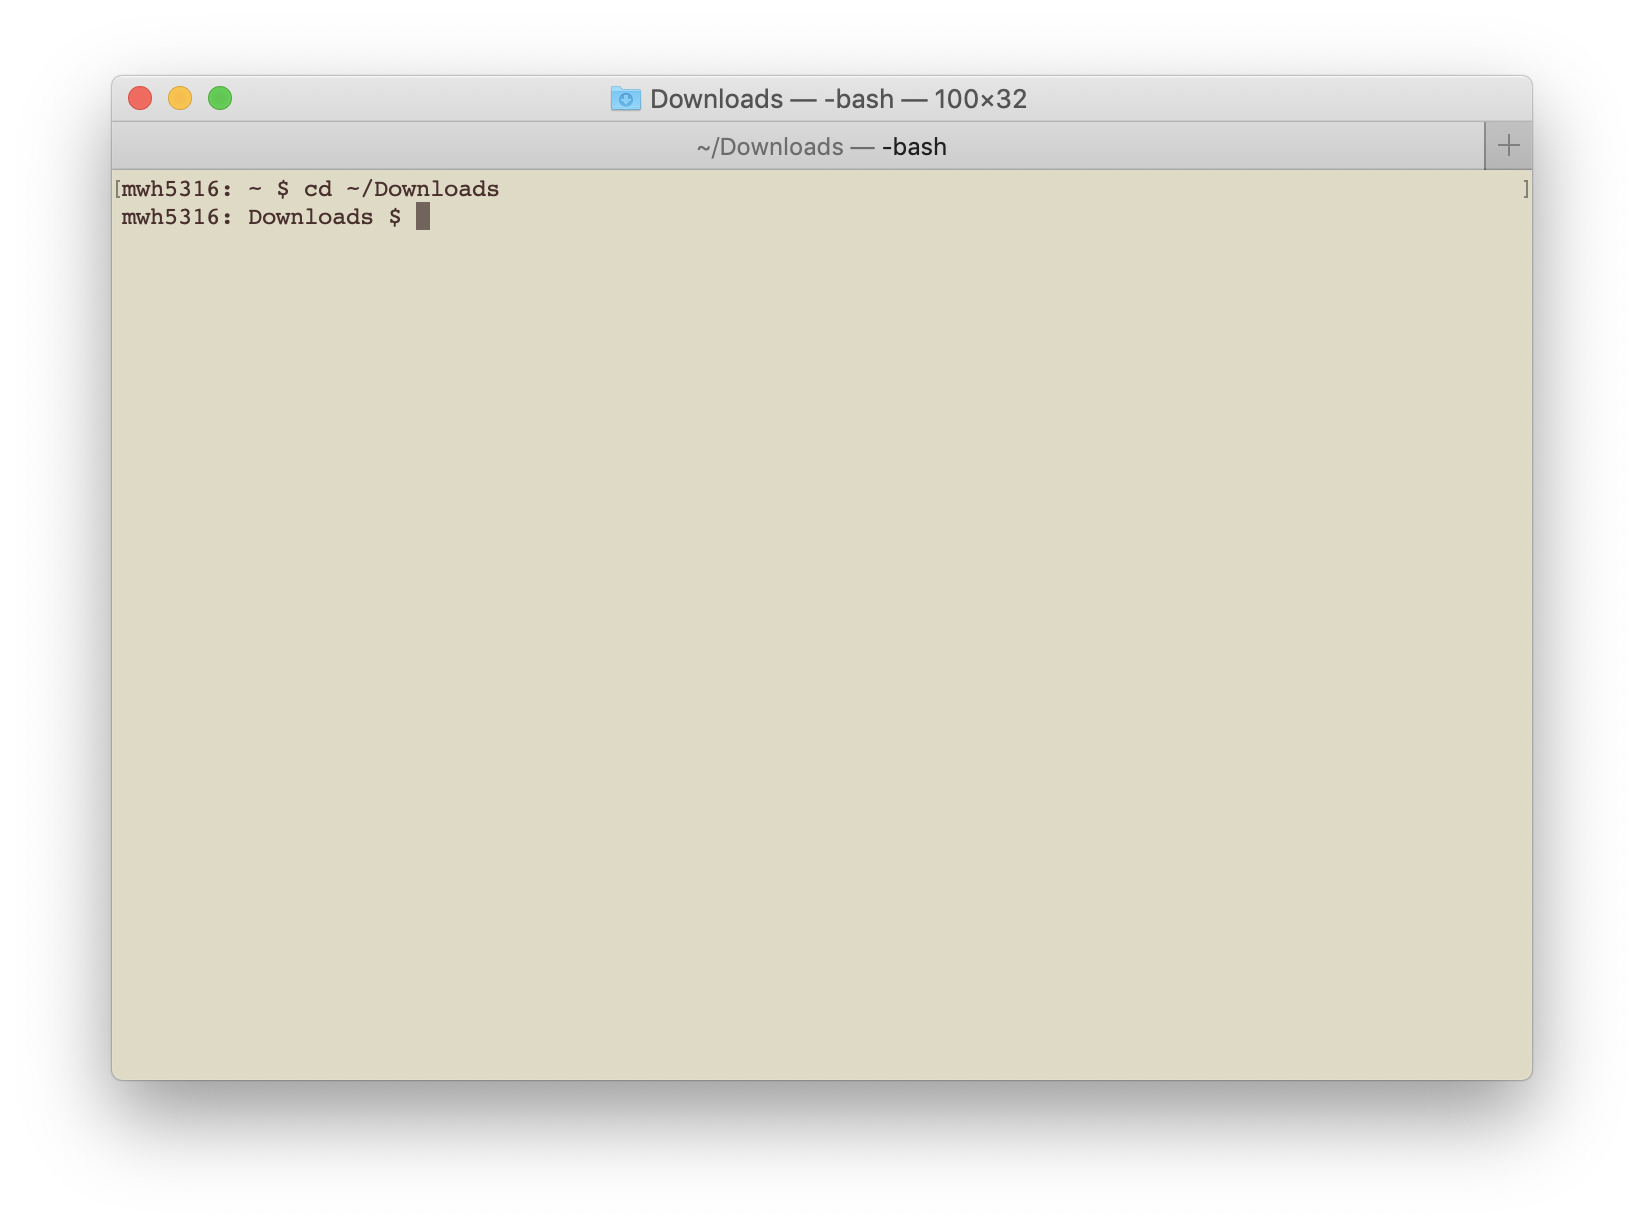 Downloads — -bash — 100×32
~/Downloads — -bash
[mwh5316: ~ $ cd ~/Downloads ]
mwh5316: Downloads $